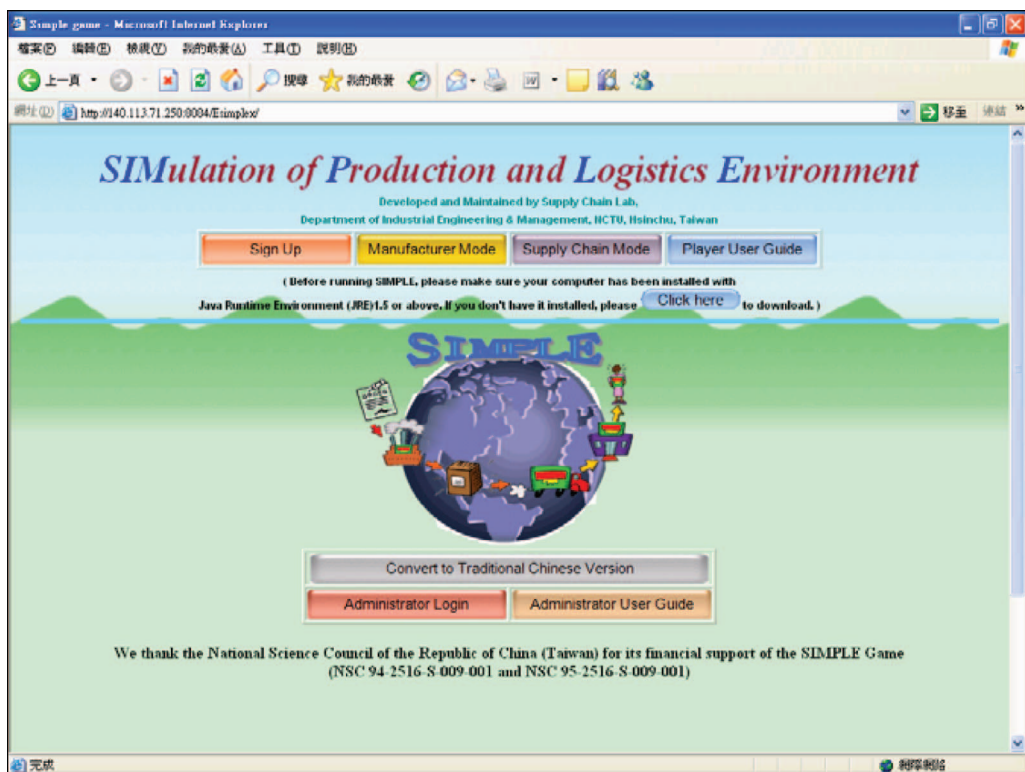 Simple game - Microsoft Internet Explorer
檔案(F) 編輯(E) 檢視(V) 我的最愛(A) 工具(T) 說明(H)
上一頁 搜尋 我的最愛
網址(D) http://140.113.71.250:8004/Esimplex/ 移至 連結 »
SIMulation of Production and Logistics Environment
Developed and Maintained by Supply Chain Lab,
Department of Industrial Engineering & Management, NCTU, Hsinchu, Taiwan
Sign Up Manufacturer Mode Supply Chain Mode Player User Guide
( Before running SIMPLE, please make sure your computer has been installed with
Java Runtime Environment (JRE)1.5 or above. If you don't have it installed, please Click here to download. )
SIMPLE
Convert to Traditional Chinese Version
Administrator Login Administrator User Guide
We thank the National Science Council of the Republic of China (Taiwan) for its financial support of the SIMPLE Game
(NSC 94-2516-S-009-001 and NSC 95-2516-S-009-001)
完成 網際網路